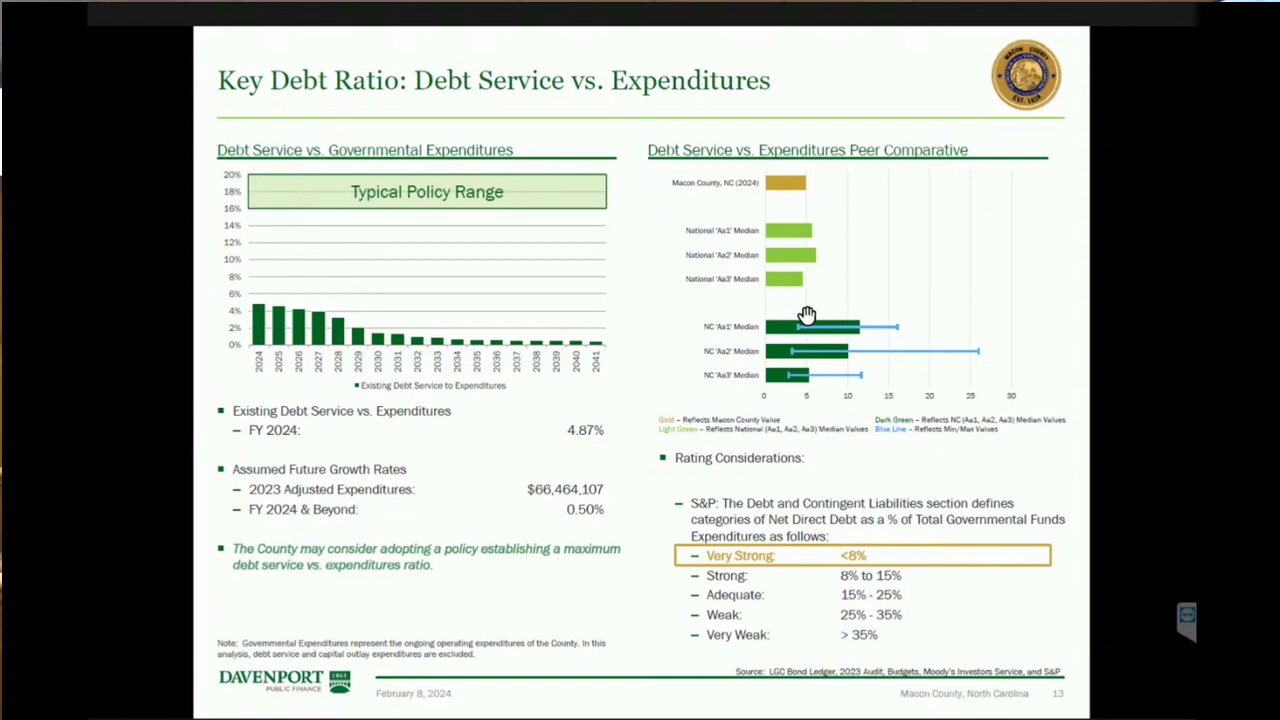 Key Debt Ratio: Debt Service vs. Expenditures
MACON COUNTY
EST. 1828
Debt Service vs. Governmental Expenditures
20%
18%
16%
14%
12%
10%
8%
6%
4%
2%
0%
Typical Policy Range
2024 2025 2026 2027 2028 2029 2030 2031 2032 2033 2034 2035 2036 2037 2038 2039 2040 2041
Existing Debt Service to Expenditures
Existing Debt Service vs. Expenditures
– FY 2024: 4.87%
Assumed Future Growth Rates
– 2023 Adjusted Expenditures: $66,464,107
– FY 2024 & Beyond: 0.50%
The County may consider adopting a policy establishing a maximum
debt service vs. expenditures ratio.
Note: Governmental Expenditures represent the ongoing operating expenditures of the County. In this
analysis, debt service and capital outlay expenditures are excluded.
Debt Service vs. Expenditures Peer Comparative
Macon County, NC (2024)
National 'Aa1' Median
National 'Aa2' Median
National 'Aa3' Median
NC 'Aa1' Median
NC 'Aa2' Median
NC 'Aa3' Median
0 5 10 15 20 25 30
Gold – Reflects Macon County Value
Light Green – Reflects National (Aa1, Aa2, Aa3) Median Values
Dark Green – Reflects NC (Aa1, Aa2, Aa3) Median Values
Blue Line – Reflects Min/Max Values
Rating Considerations:
– S&P: The Debt and Contingent Liabilities section defines
categories of Net Direct Debt as a % of Total Governmental Funds
Expenditures as follows:
– Very Strong: <8%
– Strong: 8% to 15%
– Adequate: 15% - 25%
– Weak: 25% - 35%
– Very Weak: > 35%
Source: LGC Bond Ledger, 2023 Audit, Budgets, Moody's Investors Service, and S&P
DAVENPORT
PUBLIC FINANCE
1863
February 8, 2024
Macon County, North Carolina 13